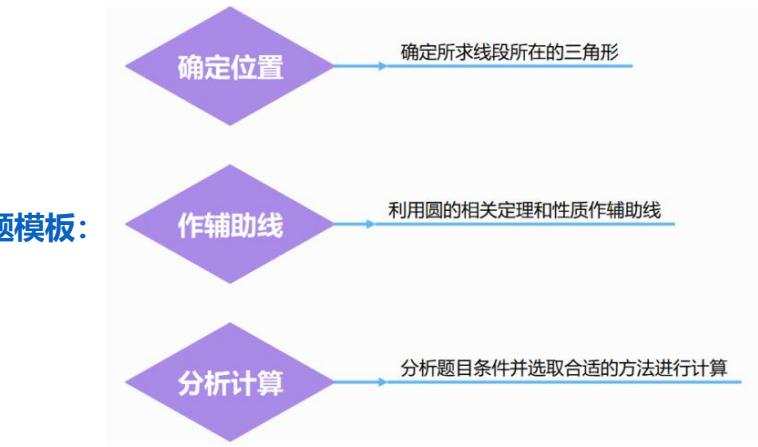 确定位置
确定所求线段所在的三角形
题模板：
作辅助线
利用圆的相关定理和性质作辅助线
分析计算
分析题目条件并选取合适的方法进行计算